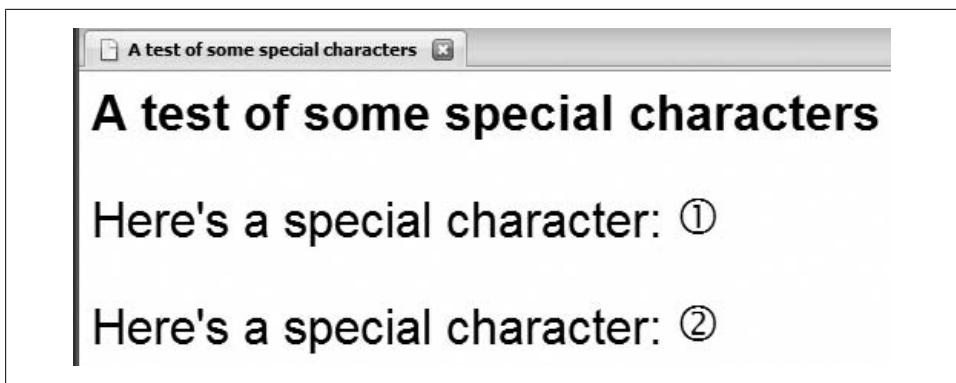 A test of some special characters
A test of some special characters
Here's a special character: ①
Here's a special character: ②